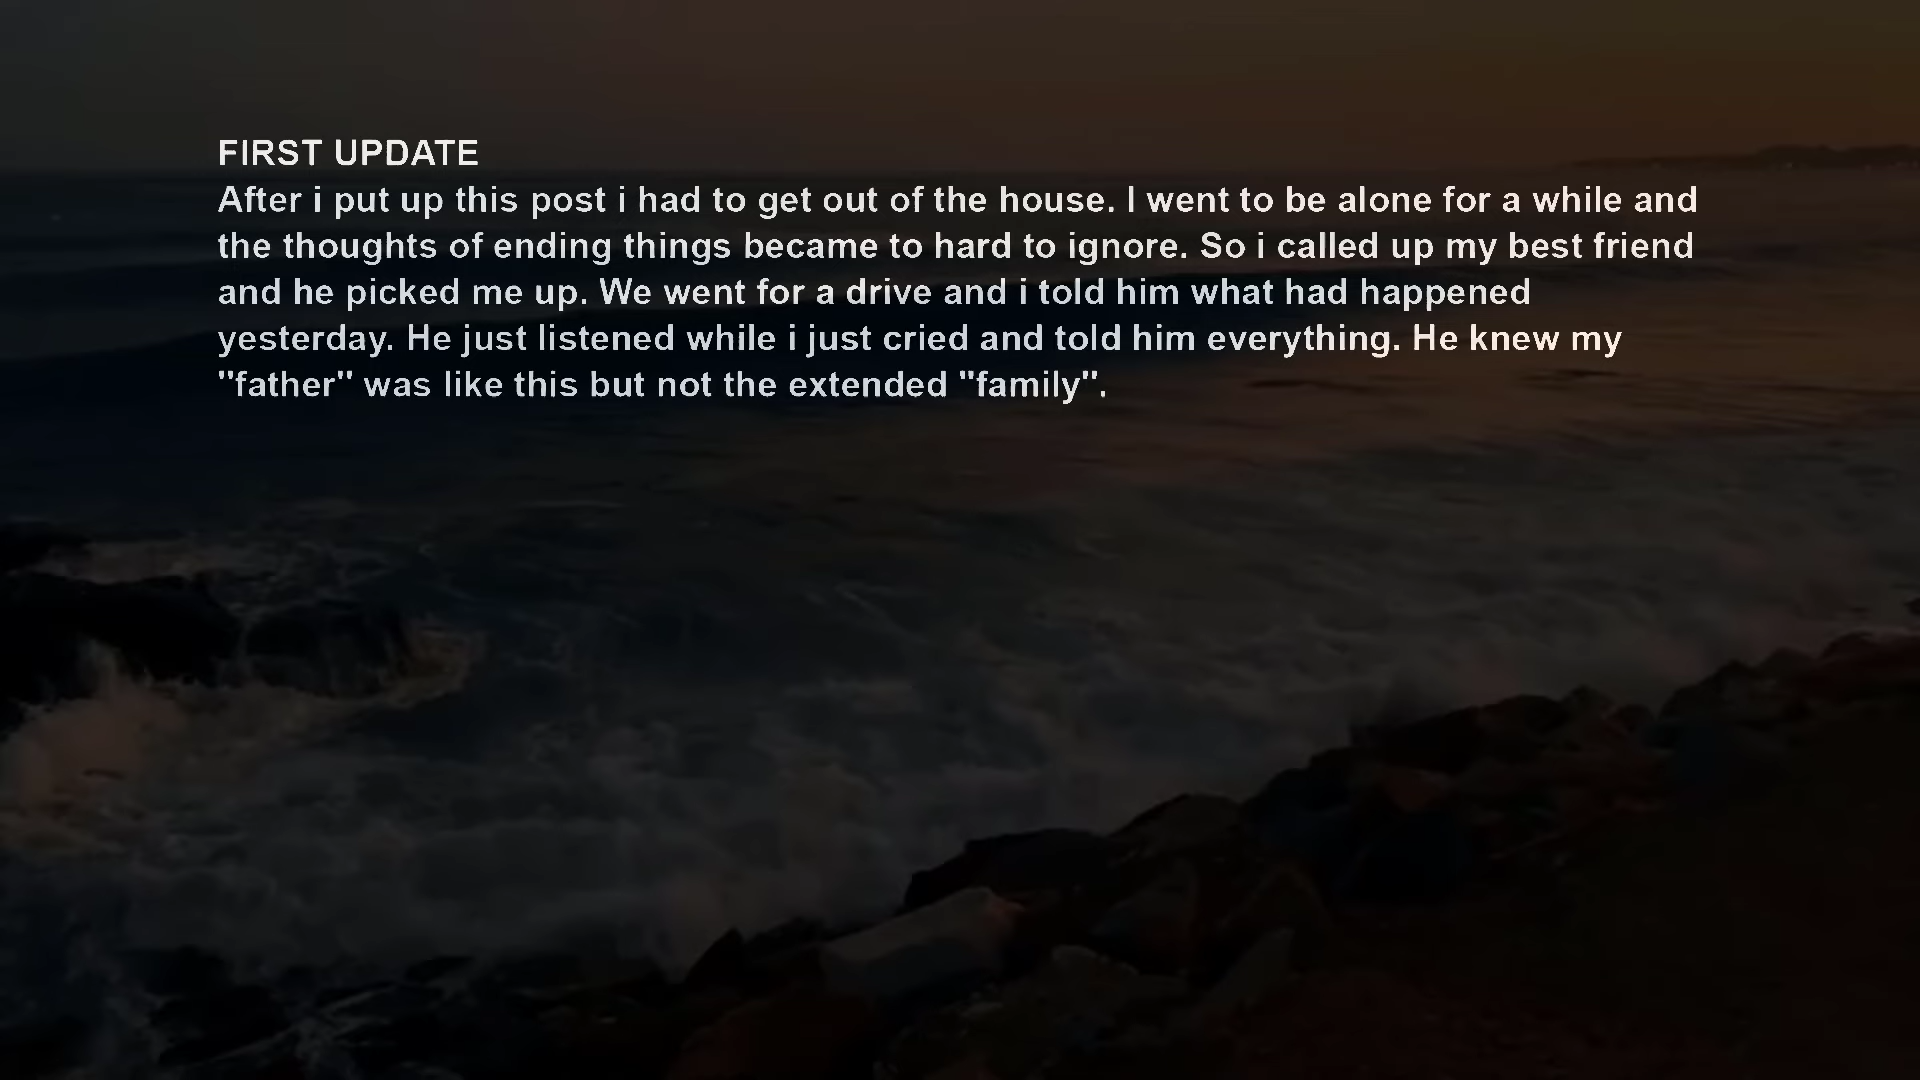 FIRST UPDATE
After i put up this post i had to get out of the house. I went to be alone for a while and
the thoughts of ending things became to hard to ignore. So i called up my best friend
and he picked me up. We went for a drive and i told him what had happened
yesterday. He just listened while i just cried and told him everything. He knew my
"father" was like this but not the extended "family".